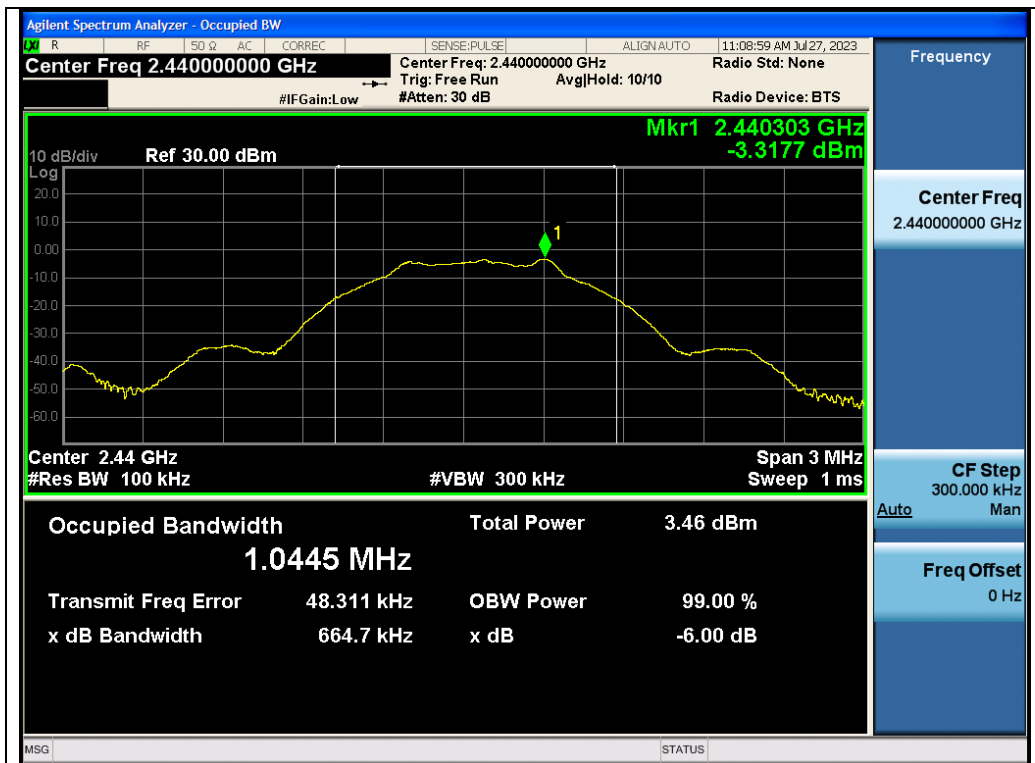 Agilent Spectrum Analyzer - Occupied BW
LXI R RF 50 Ω AC CORREC SENSE:PULSE ALIGN AUTO 11:08:59 AM Jul 27, 2023
Center Freq 2.440000000 GHz
Center Freq: 2.440000000 GHz
Radio Std: None
Trig: Free Run Avg|Hold: 10/10
#IFGain:Low
#Atten: 30 dB
Radio Device: BTS
Mkr1 2.440303 GHz
-3.3177 dBm
10 dB/div Ref 30.00 dBm
Log
20.0
10.0
0.00
-10.0
-20.0
-30.0
-40.0
-50.0
-60.0
1
Center 2.44 GHz
Span 3 MHz
#Res BW 100 kHz
#VBW 300 kHz
Sweep 1 ms
Occupied Bandwidth
Total Power 3.46 dBm
1.0445 MHz
Transmit Freq Error 48.311 kHz OBW Power 99.00 %
x dB Bandwidth 664.7 kHz x dB -6.00 dB
MSG
STATUS
Frequency
Center Freq
2.440000000 GHz
CF Step
300.000 kHz
Auto Man
Freq Offset
0 Hz